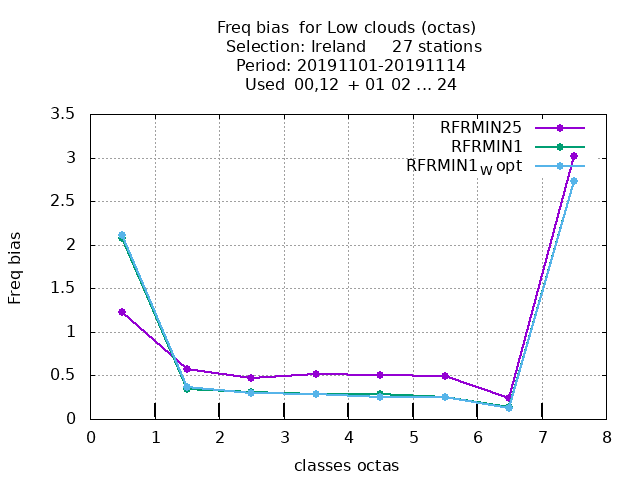 Freq bias  for Low clouds (octas)
Selection: Ireland     27 stations
Period: 20191101-20191114
Used  00,12  + 01 02 ... 24
3.5
3
2.5
2
1.5
1
0.5
0
Freq bias
RFRMIN25
RFRMIN1
RFRMIN1w opt
0 1 2 3 4 5 6 7 8
classes octas